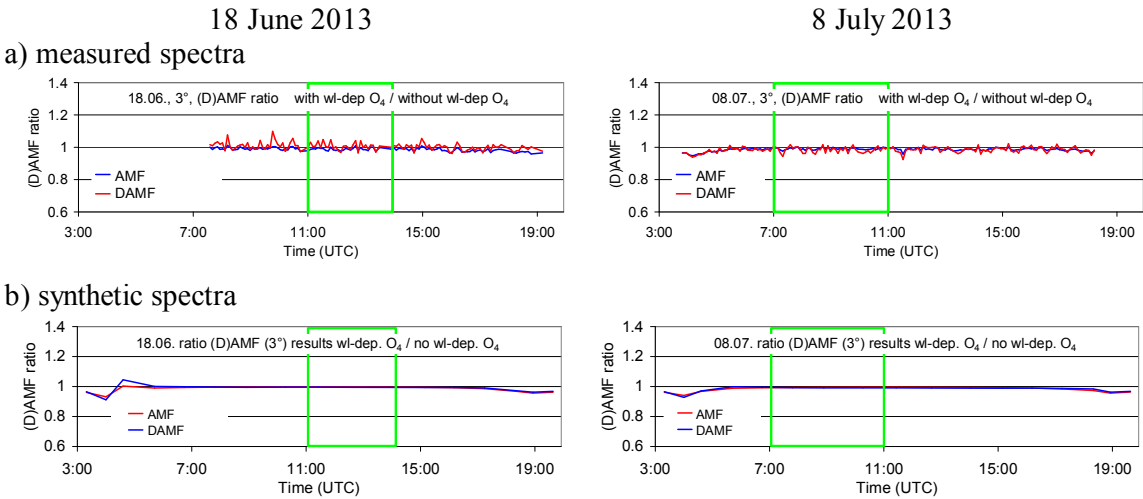 18 June 2013
8 July 2013
a) measured spectra
(D)AMF ratio
1.4
1.2
1
0.8
0.6
18.06., 3°, (D)AMF ratio with wl-dep O₄ / without wl-dep O₄
AMF
DAMF
3:00 7:00 11:00 15:00 19:00
Time (UTC)
(D)AMF ratio
1.4
1.2
1
0.8
0.6
08.07., 3°, (D)AMF ratio with wl-dep O₄ / without wl-dep O₄
AMF
DAMF
3:00 7:00 11:00 15:00 19:00
Time (UTC)
b) synthetic spectra
(D)AMF ratio
1.4
1.2
1
0.8
0.6
18.06. ratio (D)AMF (3°) results wl-dep. O₄ / no wl-dep. O₄
AMF
DAMF
3:00 7:00 11:00 15:00 19:00
Time (UTC)
(D)AMF ratio
1.4
1.2
1
0.8
0.6
08.07. ratio (D)AMF (3°) results wl-dep. O₄ / no wl-dep. O₄
AMF
DAMF
3:00 7:00 11:00 15:00 19:00
Time (UTC)